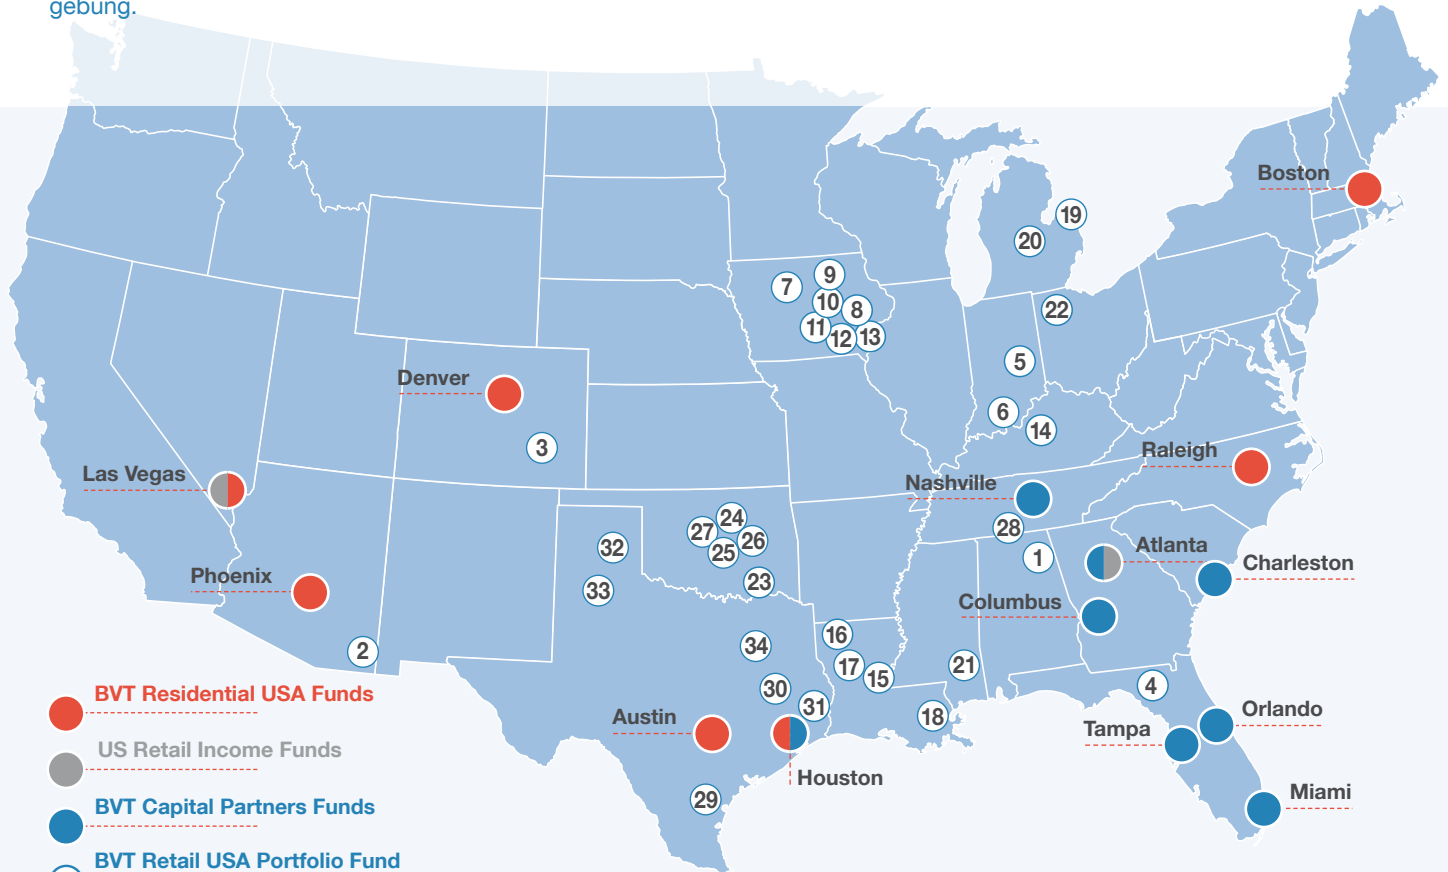 gebung.
Boston
19
20
9
7
10
8
22
11
12
13
5
Denver
6
14
3
Raleigh
Las Vegas
Nashville
24
28
27
26
32
25
1
Atlanta
Charleston
Phoenix
23
33
Columbus
16
34
2
17
21
15
4
BVT Residential USA Funds
30
31
Orlando
Austin
18
Tampa
US Retail Income Funds
Houston
Miami
29
BVT Capital Partners Funds
BVT Retail USA Portfolio Fund